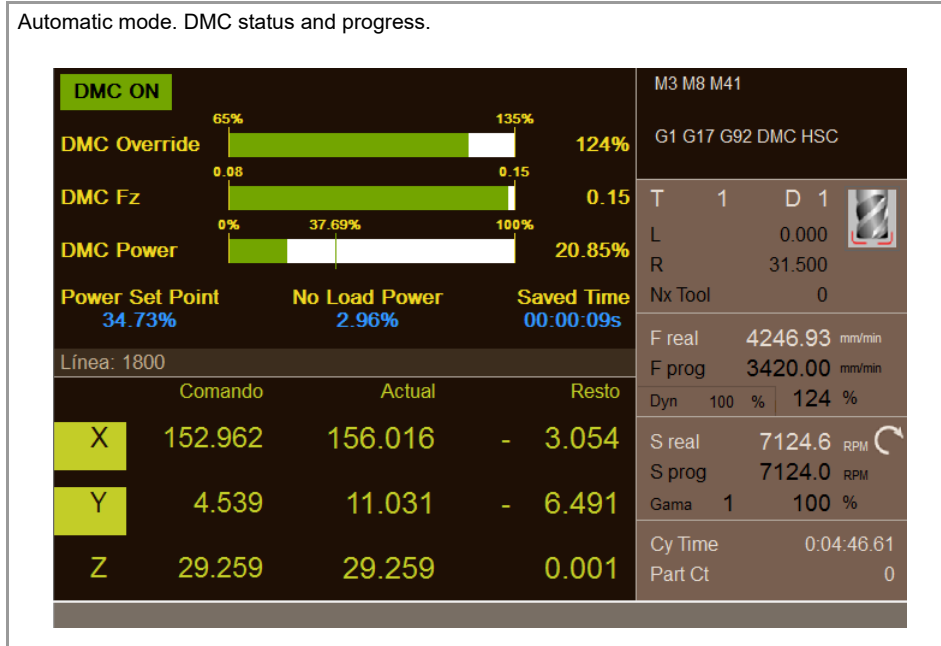 Automatic mode. DMC status and progress.
DMC ON
65% 135%
DMC Override 124%
0.08 0.15
DMC Fz 0.15
0% 37.69% 100%
DMC Power 20.85%
Power Set Point No Load Power Saved Time
34.73% 2.96% 00:00:09s
Línea: 1800
Comando Actual Resto
X 152.962 156.016 - 3.054
Y 4.539 11.031 - 6.491
Z 29.259 29.259 0.001
M3 M8 M41
G1 G17 G92 DMC HSC
T 1 D 1
L 0.000
R 31.500
Nx Tool 0
F real 4246.93 mm/min
F prog 3420.00 mm/min
Dyn 100 % 124 %
S real 7124.6 RPM
S prog 7124.0 RPM
Gama 1 100 %
Cy Time 0:04:46.61
Part Ct 0